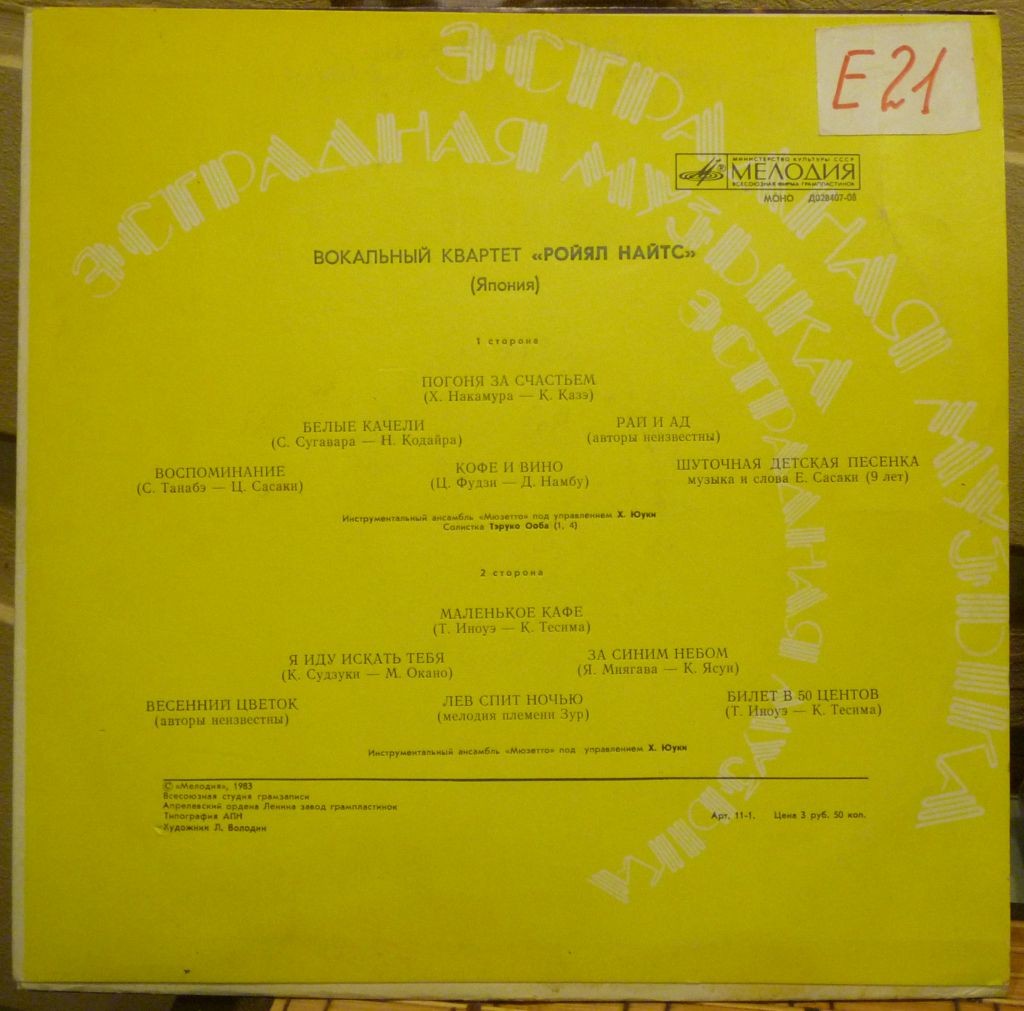 ЭСТРАДНАЯ МУЗЫКА
ЭСТРАДНАЯ МУЗЫКА
ЭСТРАДНАЯ МУЗЫКА
Е21
МИНИСТЕРСТВО КУЛЬТУРЫ СССР
МЕЛОДИЯ
ВСЕСОЮЗНАЯ ФИРМА ГРАМПЛАСТИНОК
МОНО Д028407-08
ВОКАЛЬНЫЙ КВАРТЕТ «РОЙЯЛ НАЙТС»
(Япония)
1 сторона
ПОГОНЯ ЗА СЧАСТЬЕМ
(Х. Накамура — К. Казэ)
БЕЛЫЕ КАЧЕЛИ
(С. Сугавара — Н. Кодайра)
РАЙ И АД
(авторы неизвестны)
ВОСПОМИНАНИЕ
(С. Танабэ — Ц. Сасаки)
КОФЕ И ВИНО
(Ц. Фудзи — Д. Намбу)
ШУТОЧНАЯ ДЕТСКАЯ ПЕСЕНКА
музыка и слова Е. Сасаки (9 лет)
Инструментальный ансамбль «Мюзетто» под управлением Х. Юуки
Солистка Тэруко Ооба (1, 4)
2 сторона
МАЛЕНЬКОЕ КАФЕ
(Т. Иноуэ — К. Тесима)
Я ИДУ ИСКАТЬ ТЕБЯ
(К. Судзуки — М. Окано)
ЗА СИНИМ НЕБОМ
(Я. Миягава — К. Ясуи)
ВЕСЕННИЙ ЦВЕТОК
(авторы неизвестны)
ЛЕВ СПИТ НОЧЬЮ
(мелодия племени Зур)
БИЛЕТ В 50 ЦЕНТОВ
(Т. Иноуэ — К. Тесима)
Инструментальный ансамбль «Мюзетто» под управлением Х. Юуки
© «Мелодия», 1983
Всесоюзная студия грамзаписи
Апрелевский ордена Ленина завод грампластинок
Типография АПН
Художник Л. Володин
Арт. 11-1. Цена 3 руб. 50 коп.